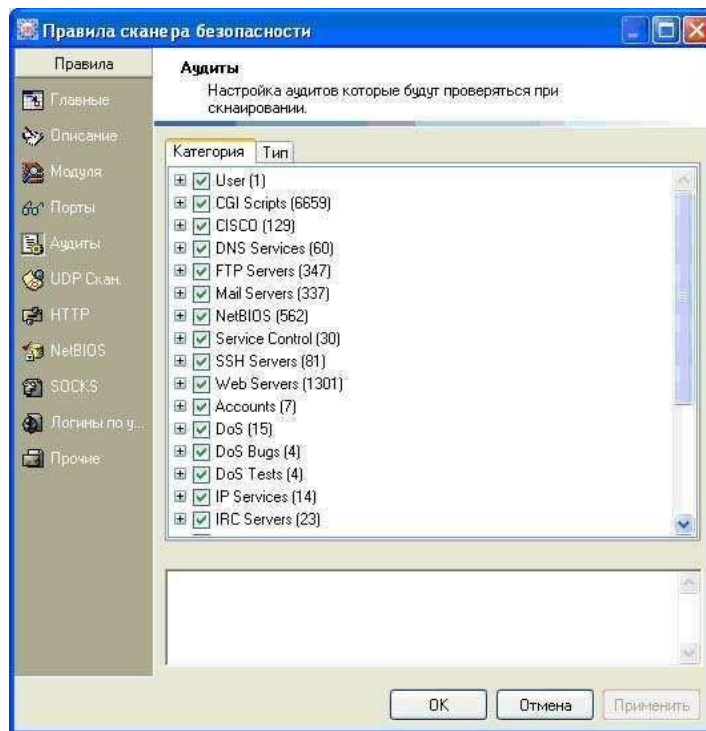 Правила сканера безопасности
Правила
Главные
Описание
Модуля
Порты
Аудиты
UDP Скан.
HTTP
NetBIOS
SOCKS
Логины по у...
Прочие
Аудиты
Настройка аудитов которые будут проверяться при
скнаировании.
Категория
Тип
User (1)
CGI Scripts (6659)
CISCO (129)
DNS Services (60)
FTP Servers (347)
Mail Servers (337)
NetBIOS (562)
Service Control (30)
SSH Servers (81)
Web Servers (1301)
Accounts (7)
DoS (15)
DoS Bugs (4)
DoS Tests (4)
IP Services (14)
IRC Servers (23)
OK
Отмена
Применить